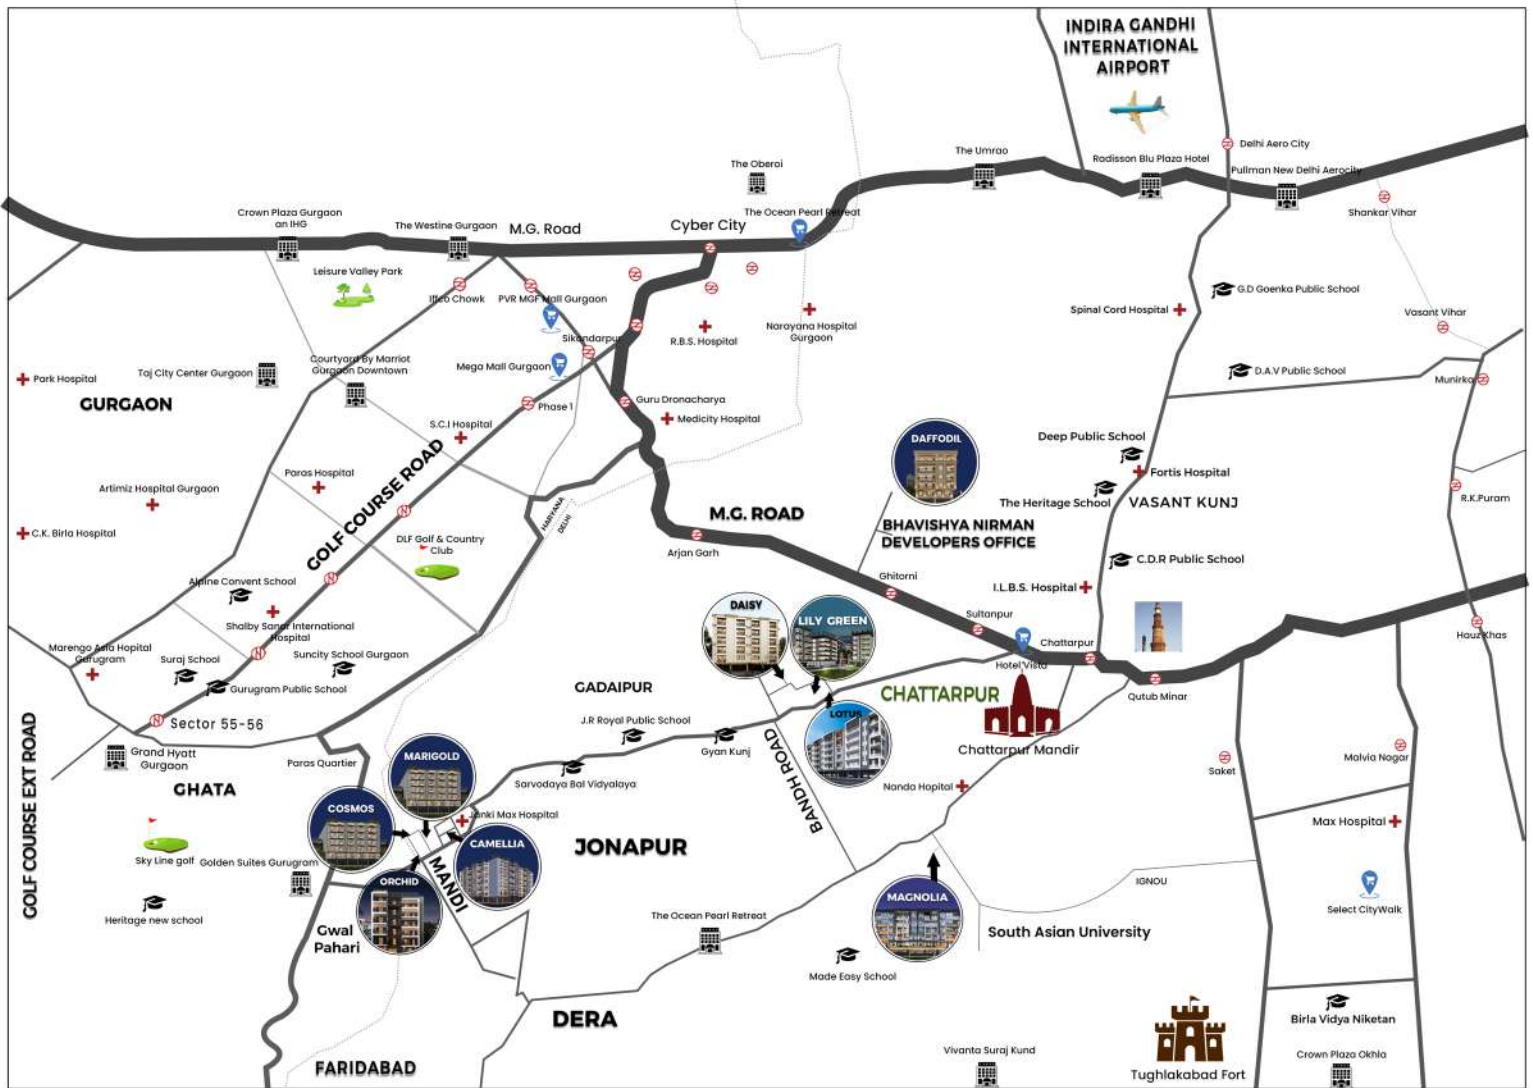 INDIRA GANDHI
INTERNATIONAL
AIRPORT
Delhi Aero City
The Umrao
Radisson Blu Plaza Hotel
The Oberoi
Pullman New Delhi Aerocity
Crown Plaza Gurgaon
an IHG
The Westine Gurgaon
M.G. Road
Cyber City
The Ocean Pearl Retreat
Shankar Vihar
Leisure Valley Park
Iffco Chowk
PVR MGF Mall Gurgaon
G.D Goenka Public School
Spinal Cord Hospital
Vasant Vihar
Sikandarpur
R.B.S. Hospital
Narayana Hospital
Gurgaon
Courtyard By Marriot
Gurgaon Downtown
Mega Mall Gurgaon
Taj City Center Gurgaon
Park Hospital
D.A.V Public School
Munirka
GURGAON
Phase 1
Guru Dronacharya
Medicity Hospital
S.C.I Hospital
DAFFODIL
Deep Public School
Paras Hospital
Fortis Hospital
Artimiz Hospital Gurgaon
GOLF COURSE ROAD
The Heritage School
VASANT KUNJ
R.K.Puram
HARYANA
DELHI
M.G. ROAD
BHAVISHYA NIRMAN
DEVELOPERS OFFICE
C.K. Birla Hospital
DLF Golf & Country
Club
Arjan Garh
C.D.R Public School
Alpine Convent School
Ghitorni
I.L.B.S. Hospital
DAISY
LILY GREEN
Sultanpur
Shalby Sanar International
Hospital
Chattarpur
Hauz Khas
Marengo Asia Hopital
Gurugram
Suraj School
Suncity School Gurgaon
Hotel Vista
Gurugram Public School
GADAIPUR
CHATTARPUR
Qutub Minar
Sector 55-56
J.R Royal Public School
LOTUS
Gyan Kunj
Chattarpur Mandir
GOLF COURSE EXT ROAD
Grand Hyatt
Gurgaon
Paras Quartier
MARIGOLD
BANDH ROAD
Saket
Malvia Nagar
GHATA
Sarvodaya Bal Vidyalaya
Nanda Hopital
COSMOS
Janki Max Hospital
Max Hospital
JONAPUR
CAMELLIA
Sky Line golf
Golden Suites Gurugram
MANDI
ORCHID
IGNOU
MAGNOLIA
Select CityWalk
Heritage new school
The Ocean Pearl Retreat
Gwal
Pahari
South Asian University
Made Easy School
DERA
Birla Vidya Niketan
FARIDABAD
Vivanta Suraj Kund
Tughlakabad Fort
Crown Plaza Okhla